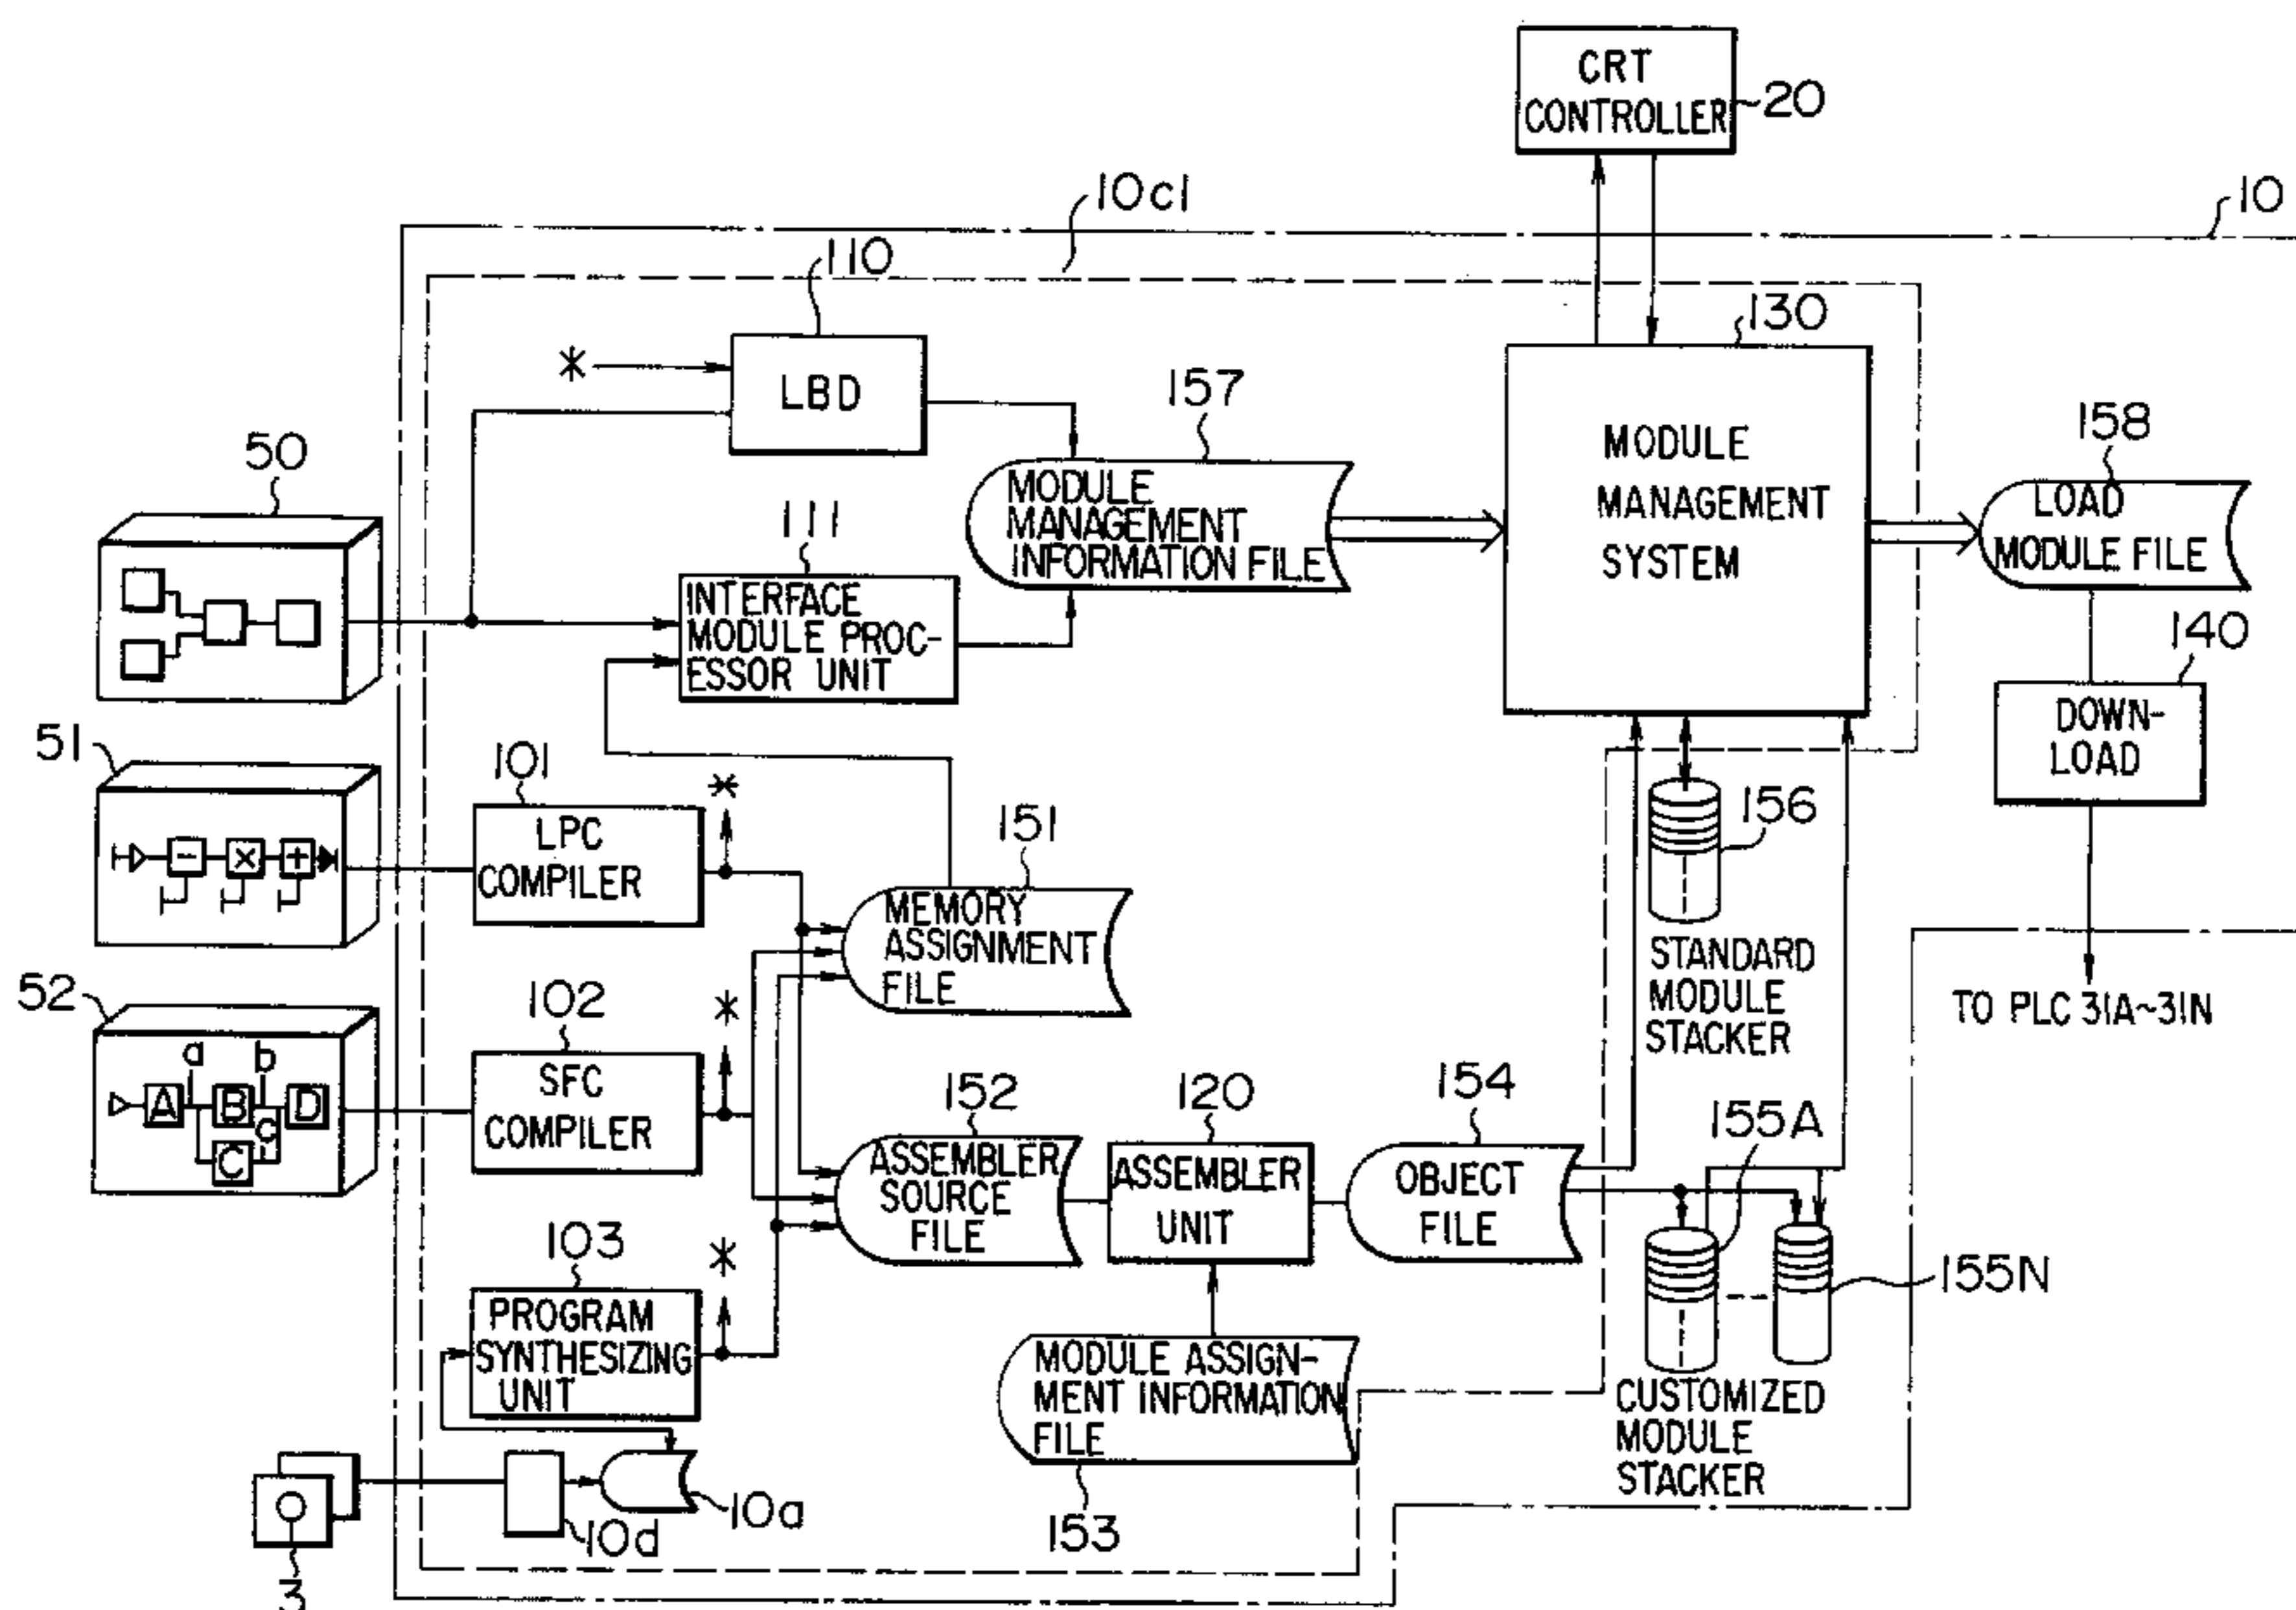 CRT
CONTROLLER
20
10c1
10
110
130
*
LBD
157
MODULE
MANAGEMENT
SYSTEM
158
50
MODULE
MANAGEMENT
INFORMATION FILE
LOAD
MODULE FILE
111
INTERFACE
MODULE PROC-
ESSOR UNIT
140
DOWN-
LOAD
51
101
*
LPC
COMPILER
- × +
151
MEMORY
ASSIGNMENT
FILE
156
STANDARD
MODULE
STACKER
TO PLC 31A~31N
52
102
*
SFC
COMPILER
a b
A B D
c
C
152
ASSEMBLER
SOURCE
FILE
120
ASSEMBLER
UNIT
154
OBJECT
FILE
155A
155N
103
*
PROGRAM
SYNTHESIZING
UNIT
MODULE ASSIGN-
MENT INFORMATION
FILE
153
CUSTOMIZED
MODULE
STACKER
10a
10d
3